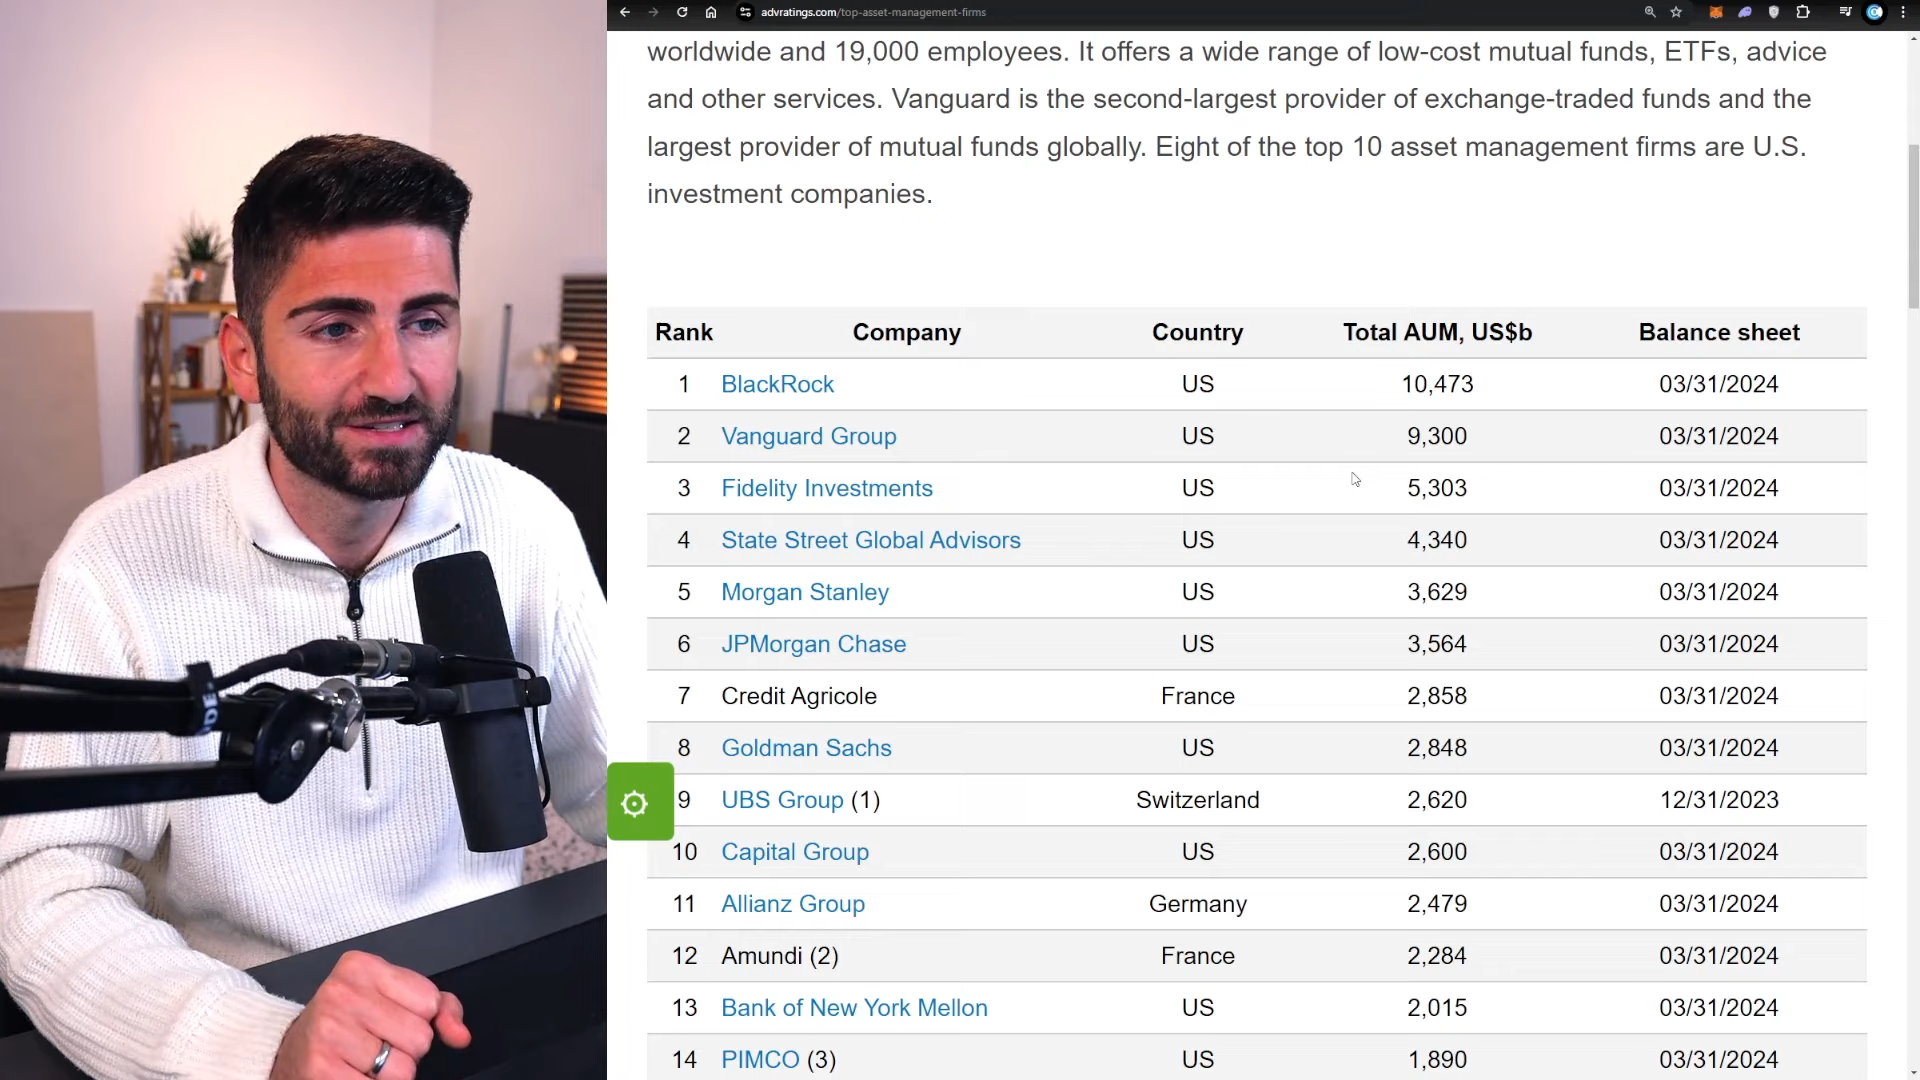 advratings.com/top-asset-management-firms
worldwide and 19,000 employees. It offers a wide range of low-cost mutual funds, ETFs, advice
and other services. Vanguard is the second-largest provider of exchange-traded funds and the
largest provider of mutual funds globally. Eight of the top 10 asset management firms are U.S.
investment companies.
Rank Company Country Total AUM, US$b Balance sheet
1 BlackRock US 10,473 03/31/2024
2 Vanguard Group US 9,300 03/31/2024
3 Fidelity Investments US 5,303 03/31/2024
4 State Street Global Advisors US 4,340 03/31/2024
5 Morgan Stanley US 3,629 03/31/2024
6 JPMorgan Chase US 3,564 03/31/2024
7 Credit Agricole France 2,858 03/31/2024
8 Goldman Sachs US 2,848 03/31/2024
9 UBS Group (1) Switzerland 2,620 12/31/2023
10 Capital Group US 2,600 03/31/2024
11 Allianz Group Germany 2,479 03/31/2024
12 Amundi (2) France 2,284 03/31/2024
13 Bank of New York Mellon US 2,015 03/31/2024
14 PIMCO (3) US 1,890 03/31/2024